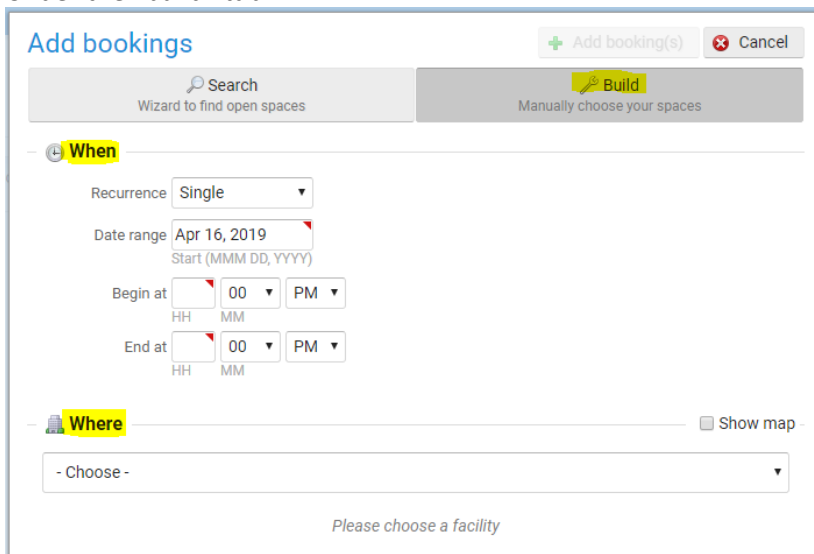 Add bookings
Add booking(s) Cancel
Search Build
Wizard to find open spaces Manually choose your spaces
When
Recurrence Single
Date range Apr 16, 2019
Start (MMM DD, YYYY)
Begin at 00 PM
HH MM
End at 00 PM
HH MM
Where Show map
- Choose -
Please choose a facility